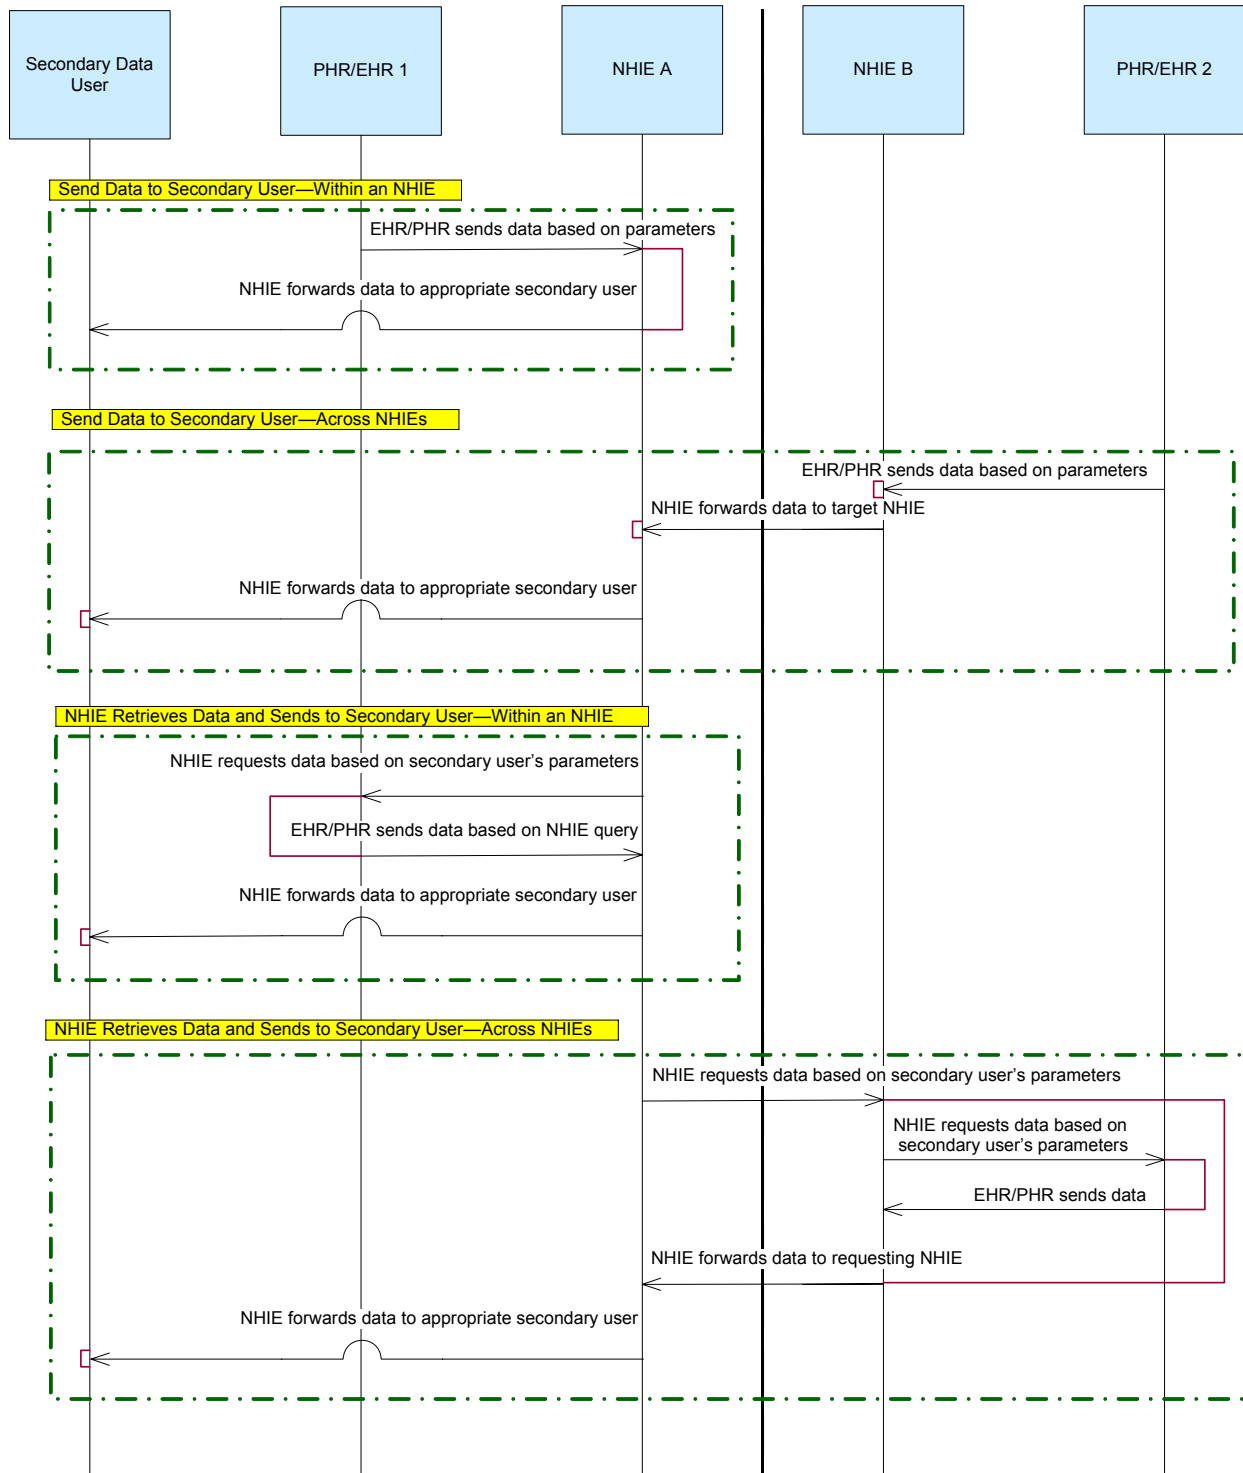 Secondary Data
User
PHR/EHR 1
NHIE A
NHIE B
PHR/EHR 2
Send Data to Secondary User—Within an NHIE
EHR/PHR sends data based on parameters
NHIE forwards data to appropriate secondary user
Send Data to Secondary User—Across NHIEs
EHR/PHR sends data based on parameters
NHIE forwards data to target NHIE
NHIE forwards data to appropriate secondary user
NHIE Retrieves Data and Sends to Secondary User—Within an NHIE
NHIE requests data based on secondary user's parameters
EHR/PHR sends data based on NHIE query
NHIE forwards data to appropriate secondary user
NHIE Retrieves Data and Sends to Secondary User—Across NHIEs
NHIE requests data based on secondary user's parameters
NHIE requests data based on
secondary user's parameters
EHR/PHR sends data
NHIE forwards data to requesting NHIE
NHIE forwards data to appropriate secondary user